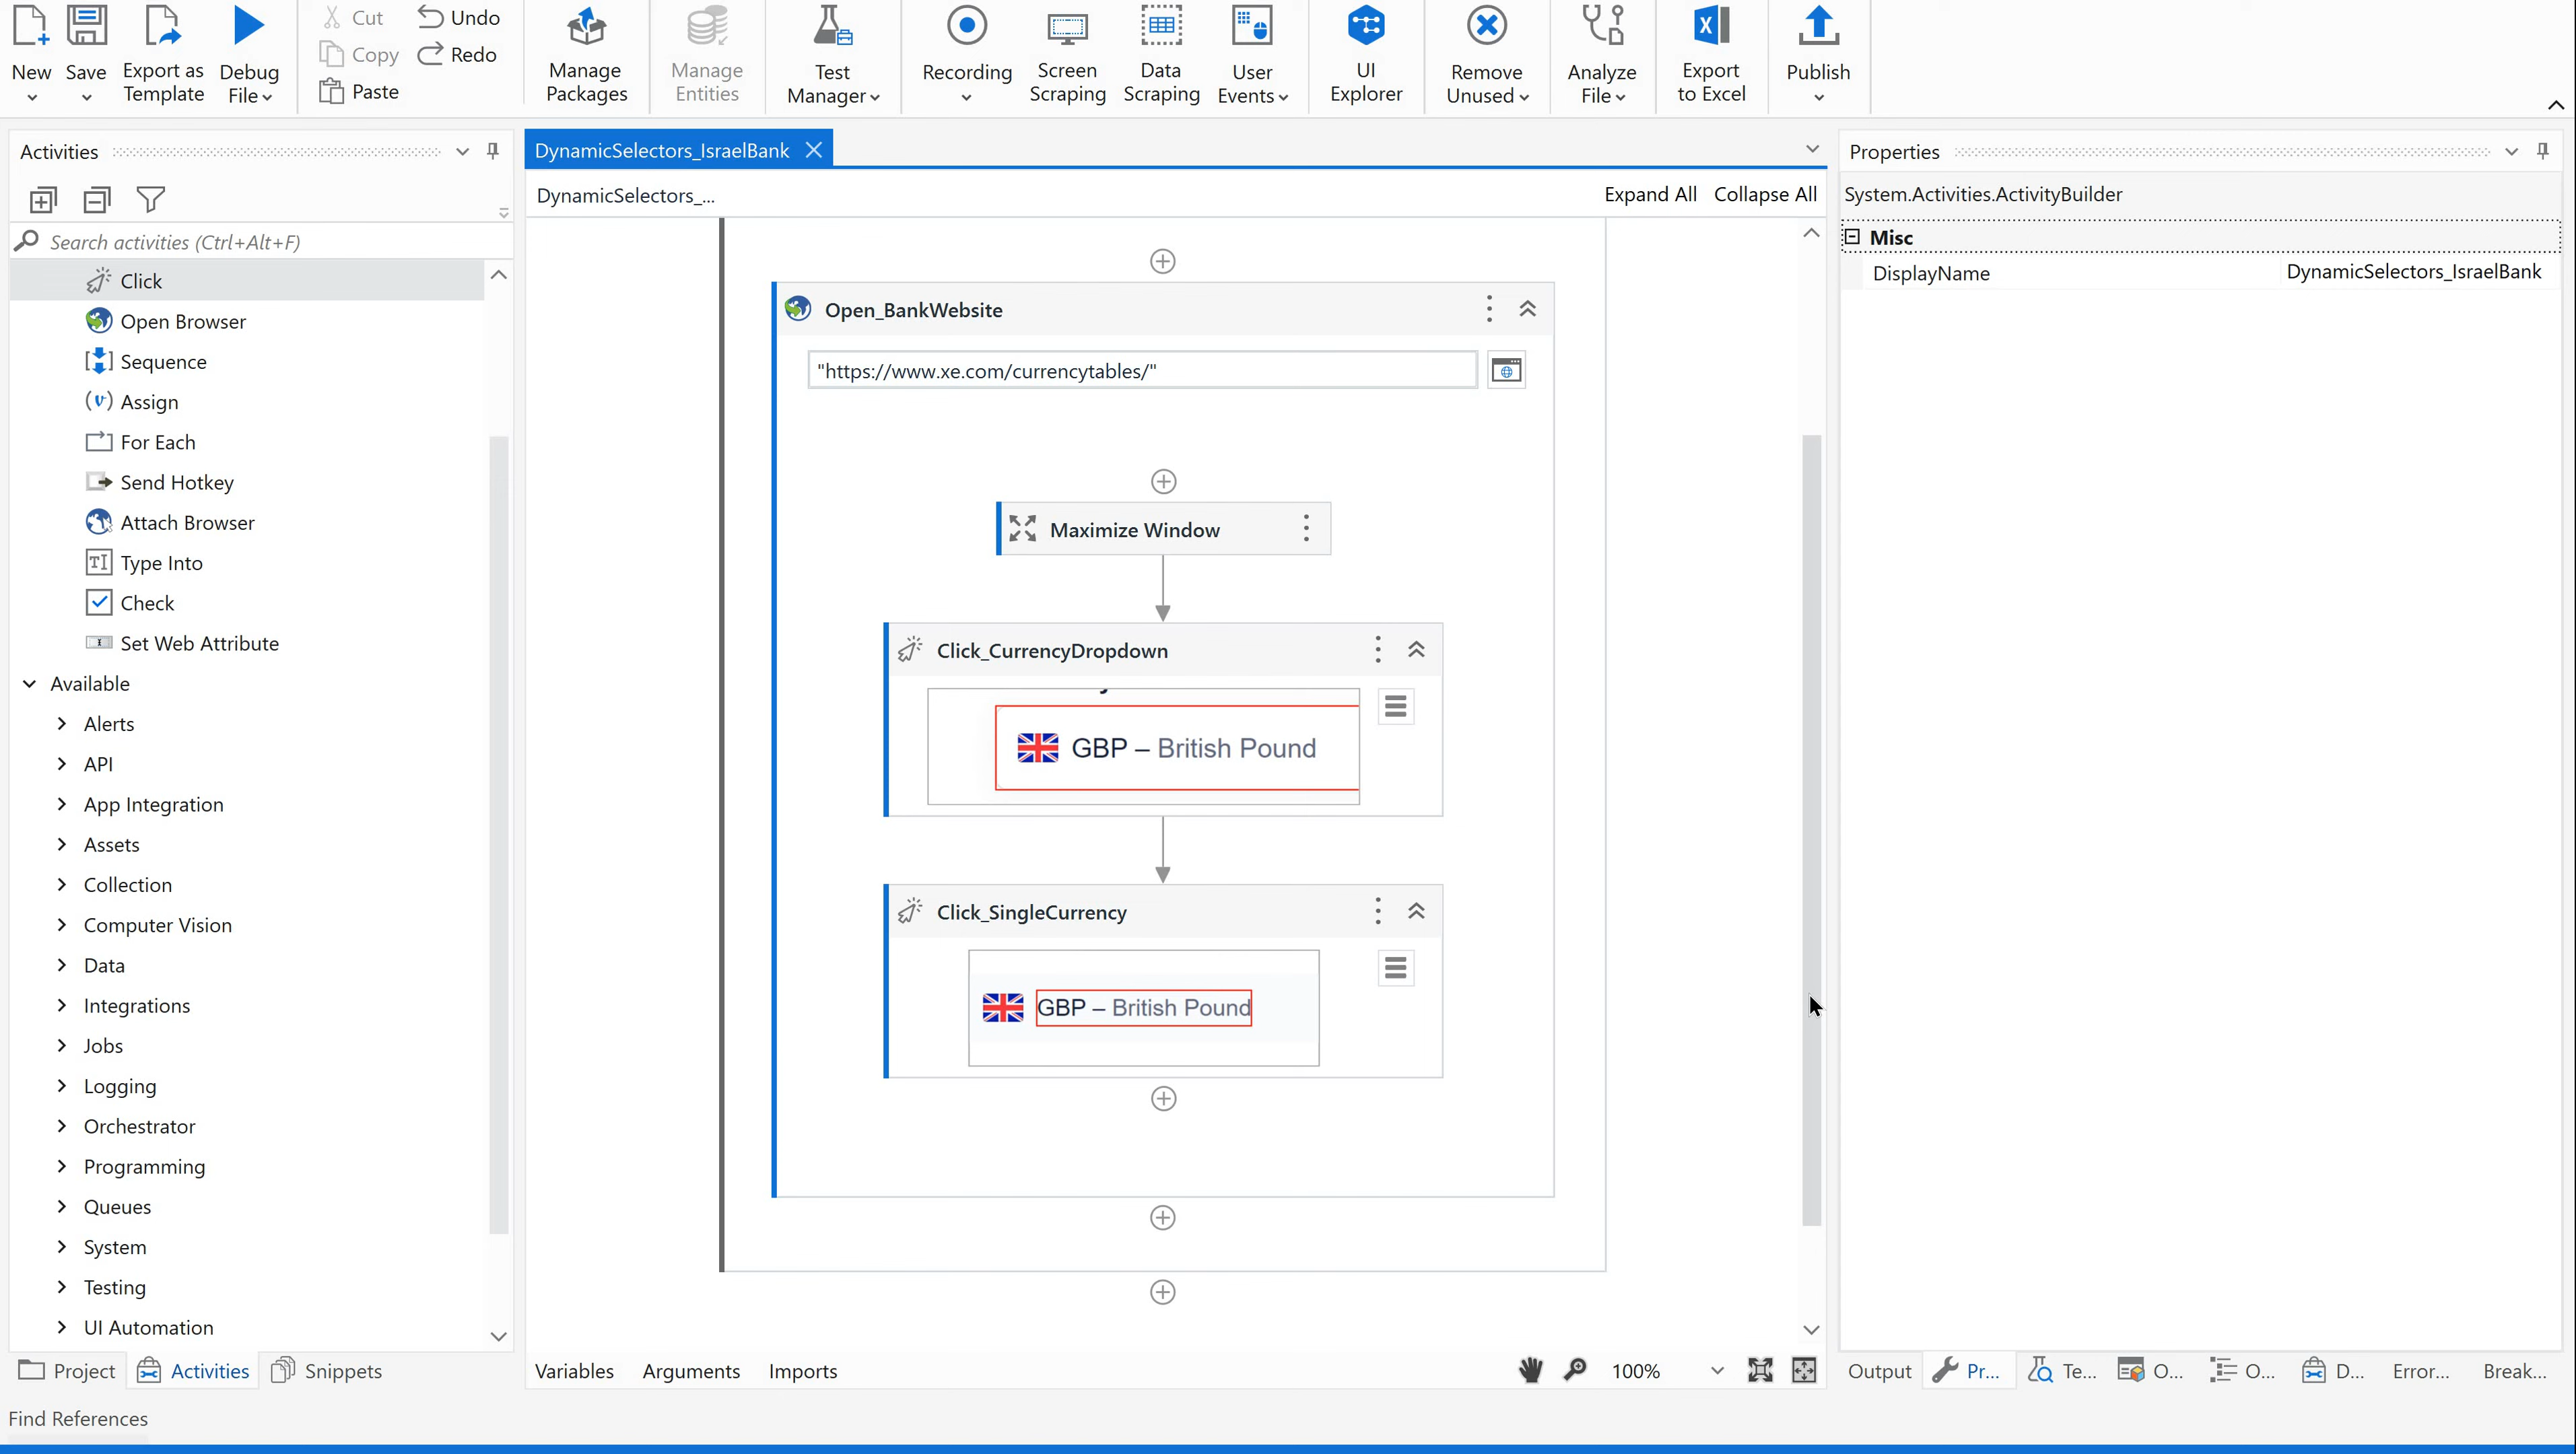 New
Save
Export as
Template
Debug
File
Cut
Copy
Paste
Undo
Redo
Manage
Packages
Manage
Entities
Test
Manager
Recording
Screen
Scraping
Data
Scraping
User
Events
UI
Explorer
Remove
Unused
Analyze
File
Export
to Excel
Publish
Activities
Search activities (Ctrl+Alt+F)
Click
Open Browser
Sequence
Assign
For Each
Send Hotkey
Attach Browser
Type Into
Check
Set Web Attribute
Available
Alerts
API
App Integration
Assets
Collection
Computer Vision
Data
Integrations
Jobs
Logging
Orchestrator
Programming
Queues
System
Testing
UI Automation
Project
Activities
Snippets
Find References
DynamicSelectors_IsraelBank
DynamicSelectors_...
Expand All
Collapse All
Open_BankWebsite
"https://www.xe.com/currencytables/"
Maximize Window
Click_CurrencyDropdown
GBP – British Pound
Click_SingleCurrency
GBP – British Pound
Variables
Arguments
Imports
100%
Properties
System.Activities.ActivityBuilder
Misc
DisplayName
DynamicSelectors_IsraelBank
Output
Pr...
Te...
O...
O...
D...
Error...
Break...